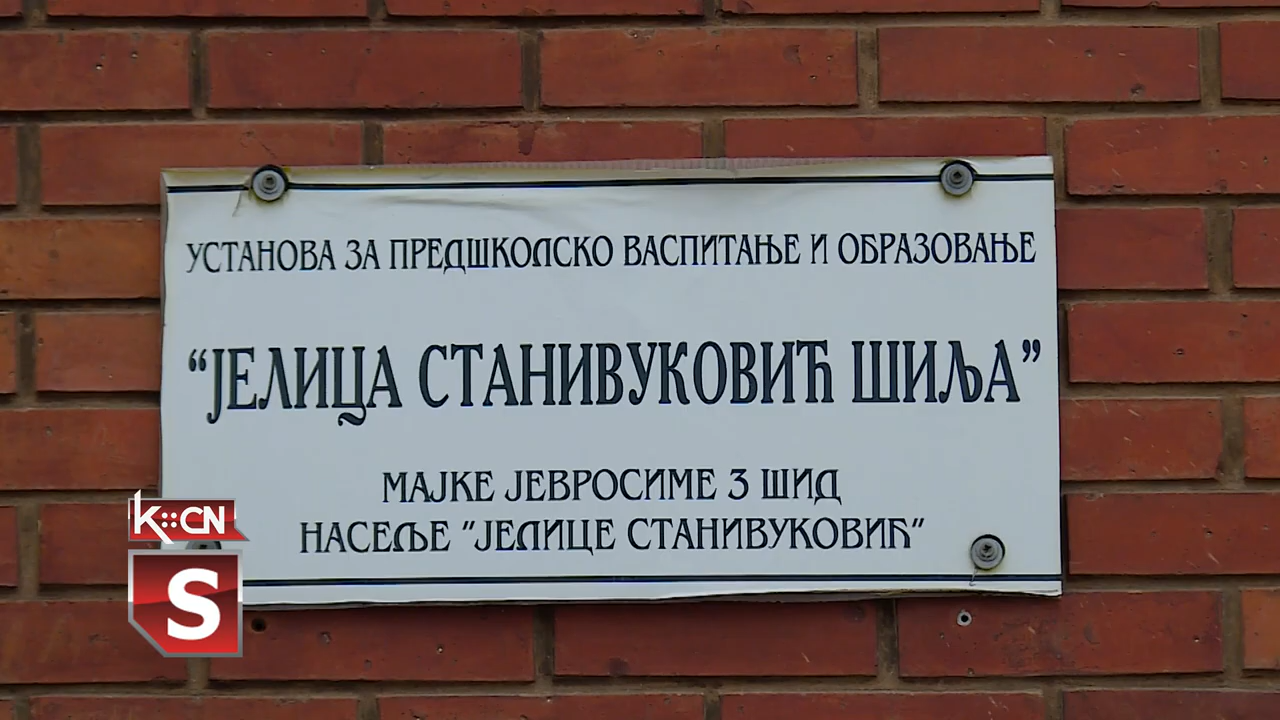 УСТАНОВА ЗА ПРЕДШКОЛСКО ВАСПИТАЊЕ И ОБРАЗОВАЊЕ
“ЈЕЛИЦА СТАНИВУКОВИЋ ШИЉА”
МАЈКЕ ЈЕВРОСИМЕ 3 ШИД
НАСЕЉЕ "ЈЕЛИЦЕ СТАНИВУКОВИЋ"
K::CN
S